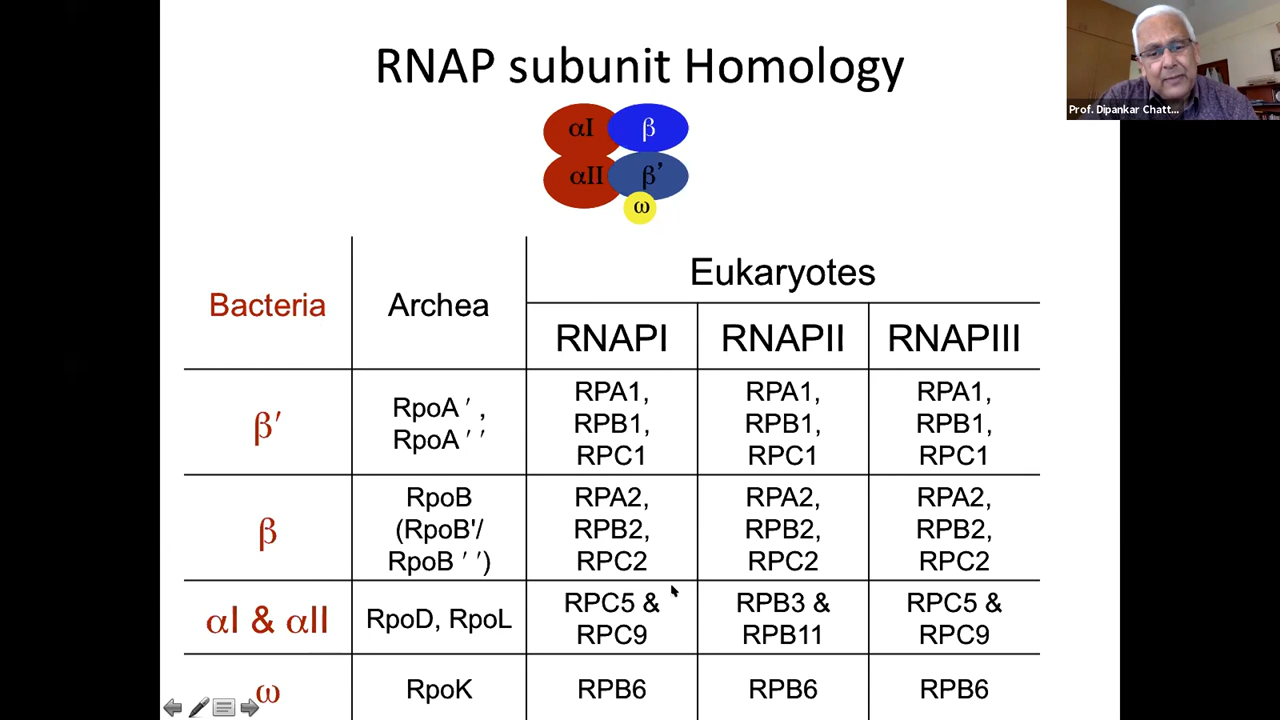 RNAP subunit Homology
Prof. Dipankar Chatt...
αI
β
αII
β’
ω
Eukaryotes
Bacteria
Archea
RNAPI
RNAPII
RNAPIII
β′
RpoA ′ ,
RpoA ′ ′
RPA1,
RPB1,
RPC1
RPA1,
RPB1,
RPC1
RPA1,
RPB1,
RPC1
β
RpoB
(RpoB'/
RpoB ′ ′)
RPA2,
RPB2,
RPC2
RPA2,
RPB2,
RPC2
RPA2,
RPB2,
RPC2
αI & αII
RpoD, RpoL
RPC5 &
RPC9
RPB3 &
RPB11
RPC5 &
RPC9
ω
RpoK
RPB6
RPB6
RPB6